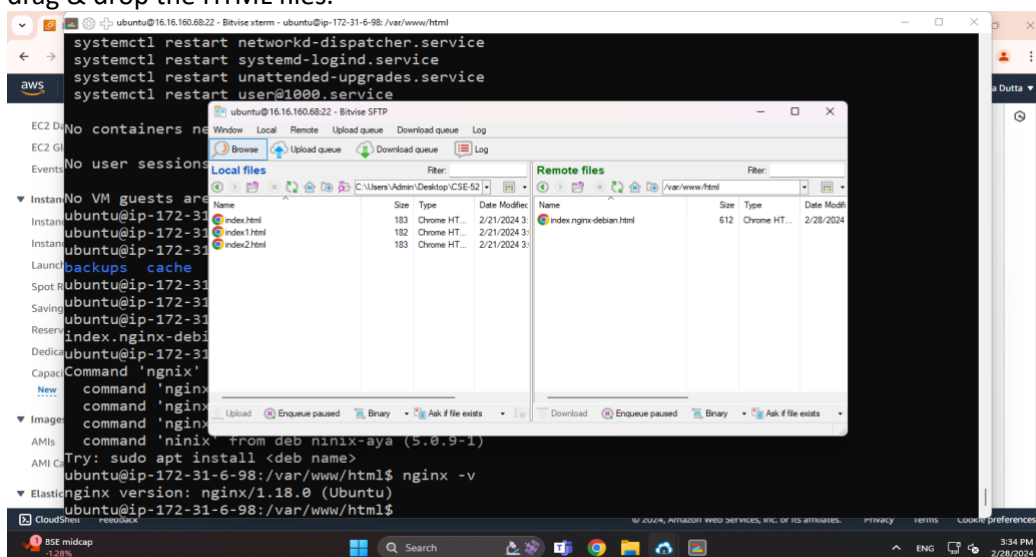 drag & drop the HTML files.
ubuntu@16.16.160.68:22 - Bitvise xterm - ubuntu@ip-172-31-6-98: /var/www/html
systemctl restart networkd-dispatcher.service
systemctl restart systemd-logind.service
systemctl restart unattended-upgrades.service
systemctl restart user@1000.service
aws
a Dutta
ubuntu@16.16.160.68:22 - Bitvise SFTP
Window Local Remote Upload queue Download queue Log
Browse Upload queue Download queue Log
Local files Filter:
C:\Users\Admin\Desktop\CSE-52
Name Size Type Date Modified
index.html 183 Chrome HT... 2/21/2024 3:
index1.html 182 Chrome HT... 2/21/2024 3:
index2.html 183 Chrome HT... 2/21/2024 3:
Upload Enqueue paused Binary Ask if file exists
Remote files Filter:
/var/www/html
Name Size Type Date Modifi
index.nginx-debian.html 612 Chrome HT... 2/28/2024
Download Enqueue paused Binary Ask if file exists
EC2 D
EC2 Gl
Events
Instan
Instan
Instan
Launc
Spot R
Saving
Reserv
Dedica
Capaci
New
Images
AMIs
AMI Ca
Elastic
No containers ne
No user sessions
No VM guests are
ubuntu@ip-172-31
ubuntu@ip-172-31
ubuntu@ip-172-31
backups cache
ubuntu@ip-172-31
ubuntu@ip-172-31
ubuntu@ip-172-31
index.nginx-debi
ubuntu@ip-172-31
Command 'ngnix'
command 'nginx
command 'nginx
command 'nginx
command 'ninix' from deb ninix-aya (5.0.9-1)
Try: sudo apt install <deb name>
ubuntu@ip-172-31-6-98:/var/www/html$ nginx -v
nginx version: nginx/1.18.0 (Ubuntu)
ubuntu@ip-172-31-6-98:/var/www/html$
CloudShell Feedback
© 2024, Amazon Web Services, Inc. or its affiliates. Privacy Terms Cookie preferences
BSE midcap
-1.28%
Search
ENG
3:34 PM
2/28/2024